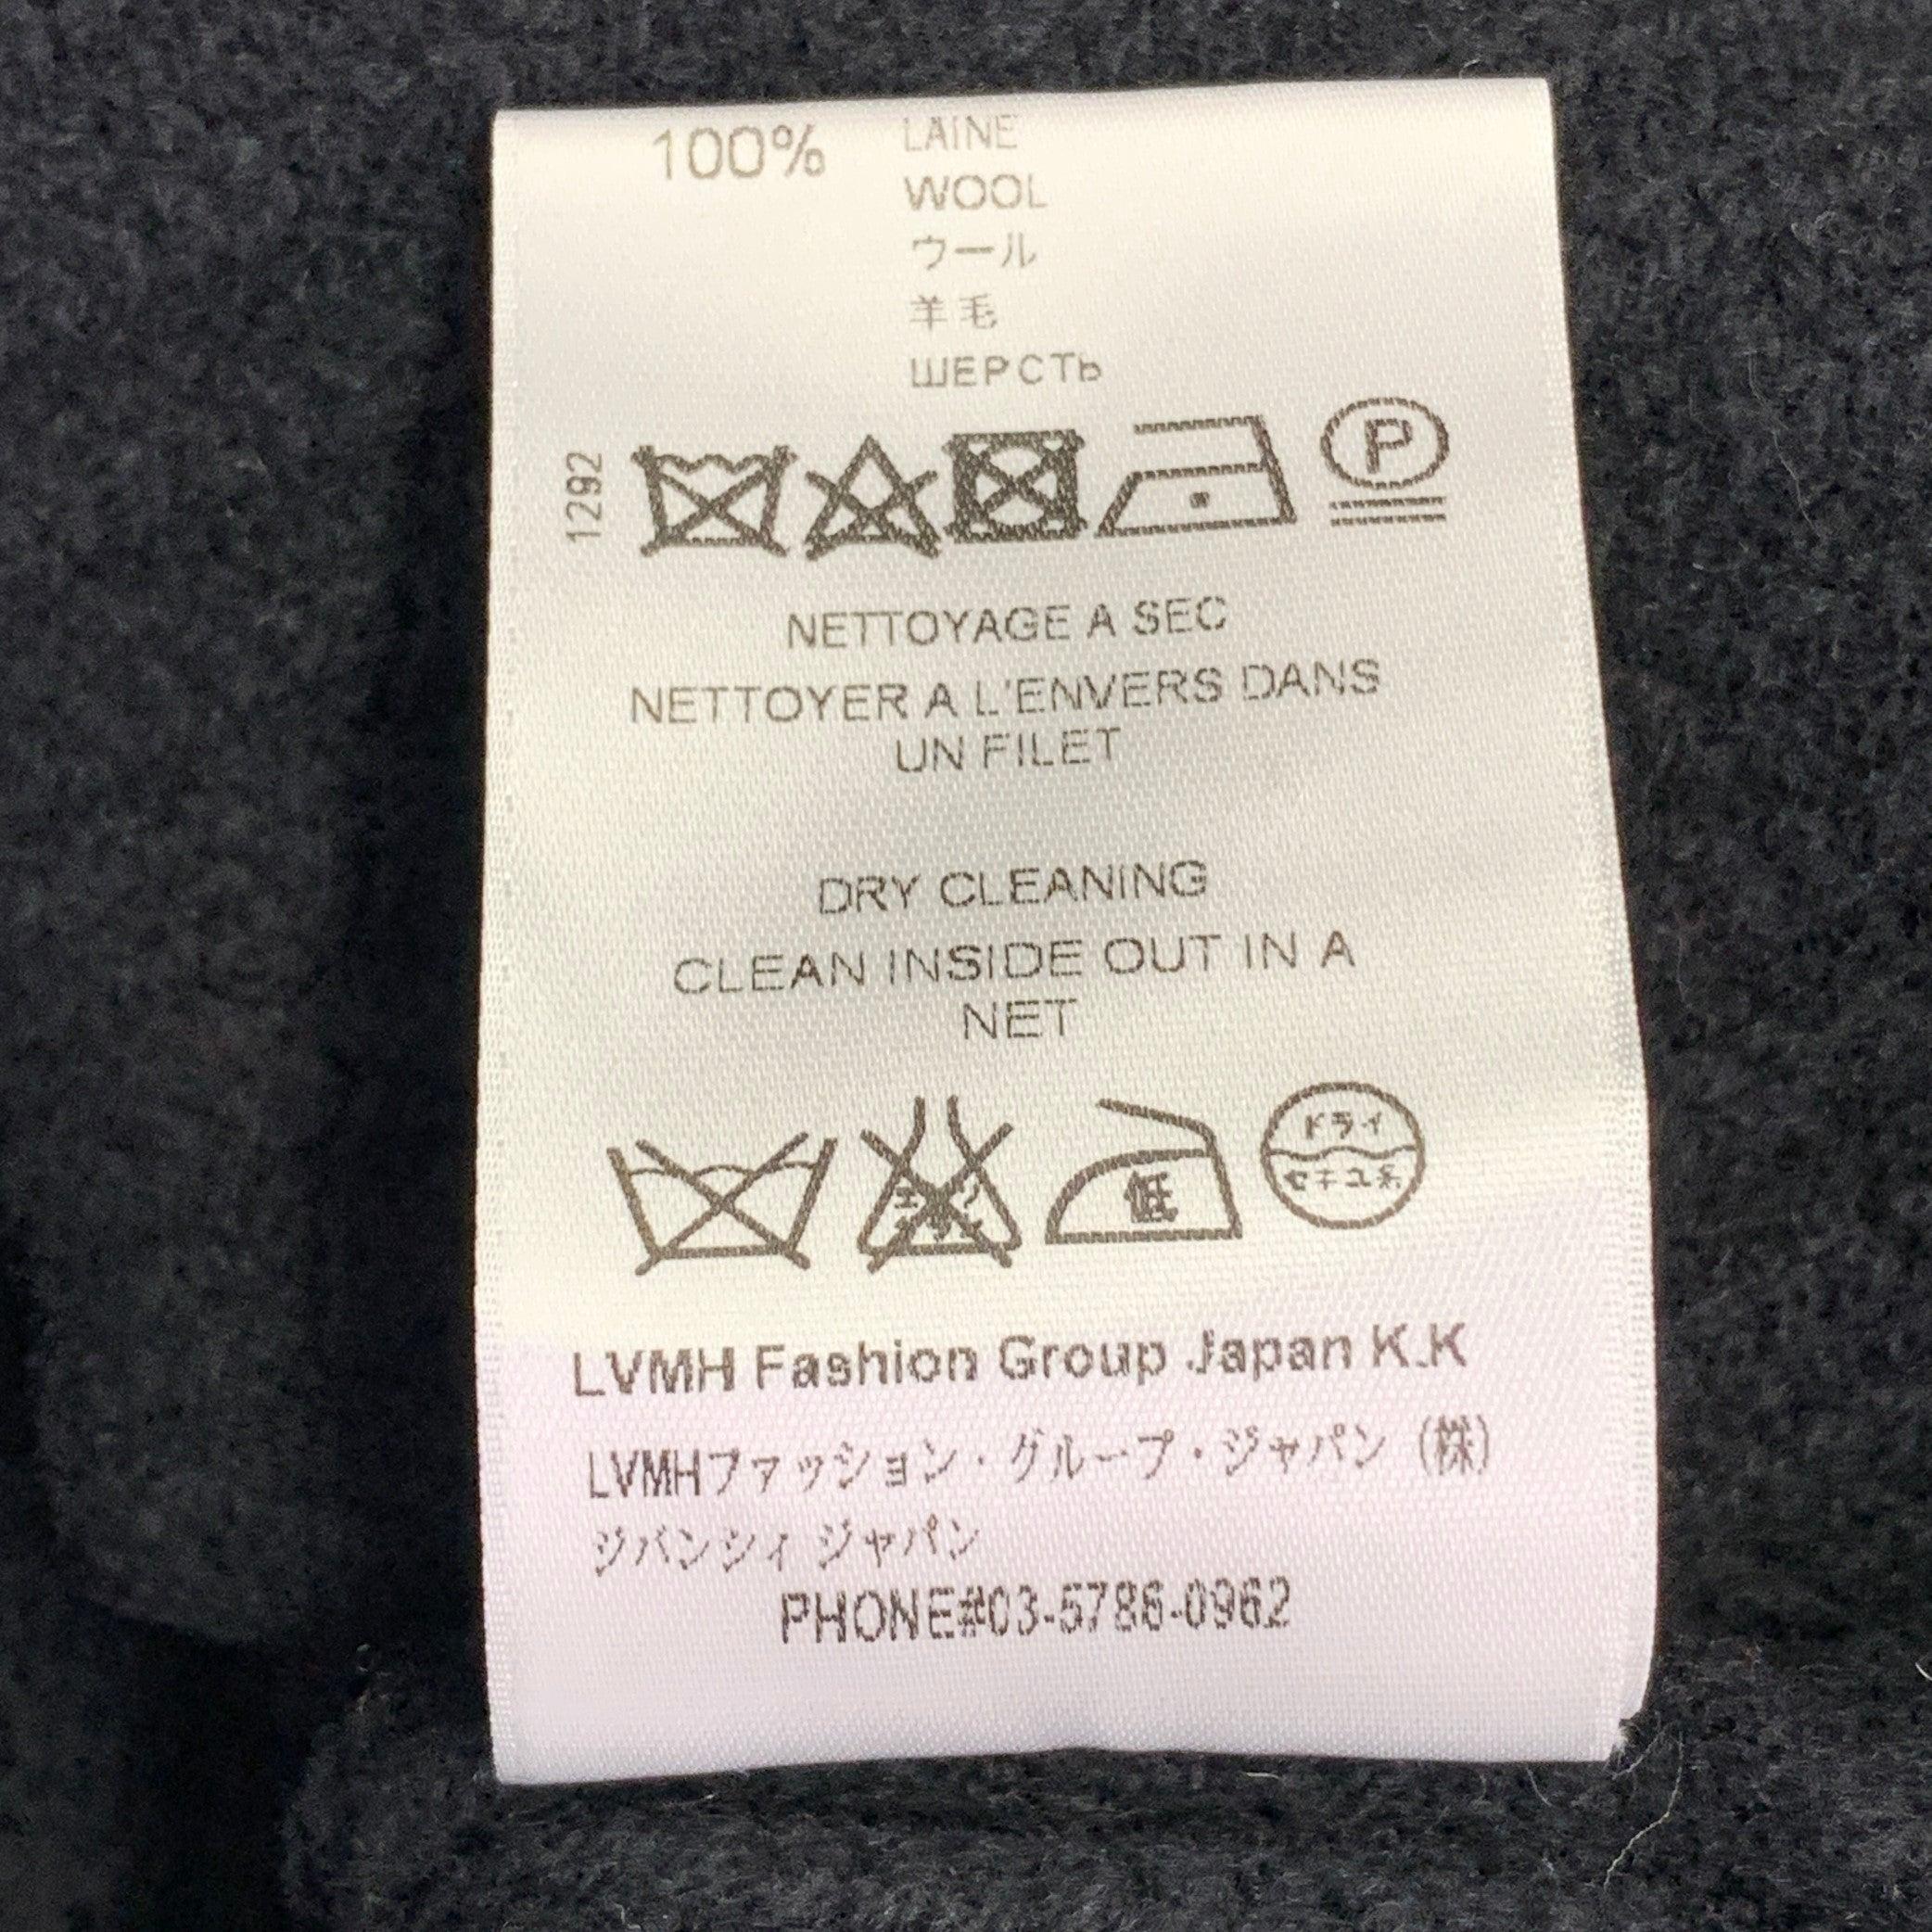 100% LAINE
WOOL
ウール
羊毛
ШЕРСТЬ
1292
P
NETTOYAGE A SEC
NETTOYER A L'ENVERS DANS
UN FILET
DRY CLEANING
CLEAN INSIDE OUT IN A
NET
低
ドライ
セキユ系
LVMH Fashion Group Japan K.K
LVMHファッション・グループ・ジャパン (株)
ジバンシィ ジャパン
PHONE#03-5786-0962